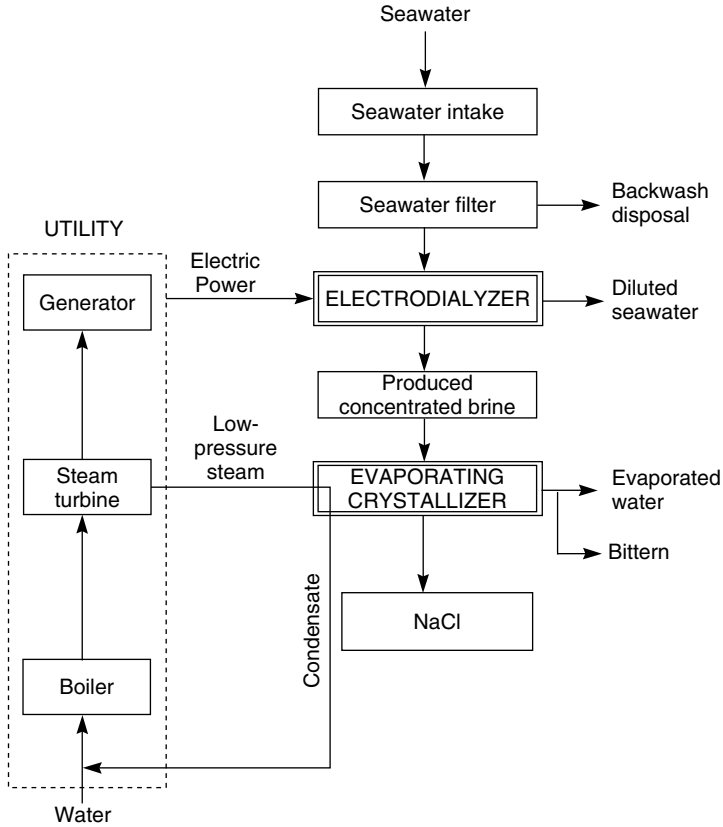 Seawater
Seawater intake
Seawater filter
Backwash
disposal
UTILITY
Electric
Power
Generator
ELECTRODIALYZER
Diluted
seawater
Produced
concentrated brine
Low-
pressure
steam
Steam
turbine
EVAPORATING
CRYSTALLIZER
Evaporated
water
Bittern
Condensate
NaCl
Boiler
Water